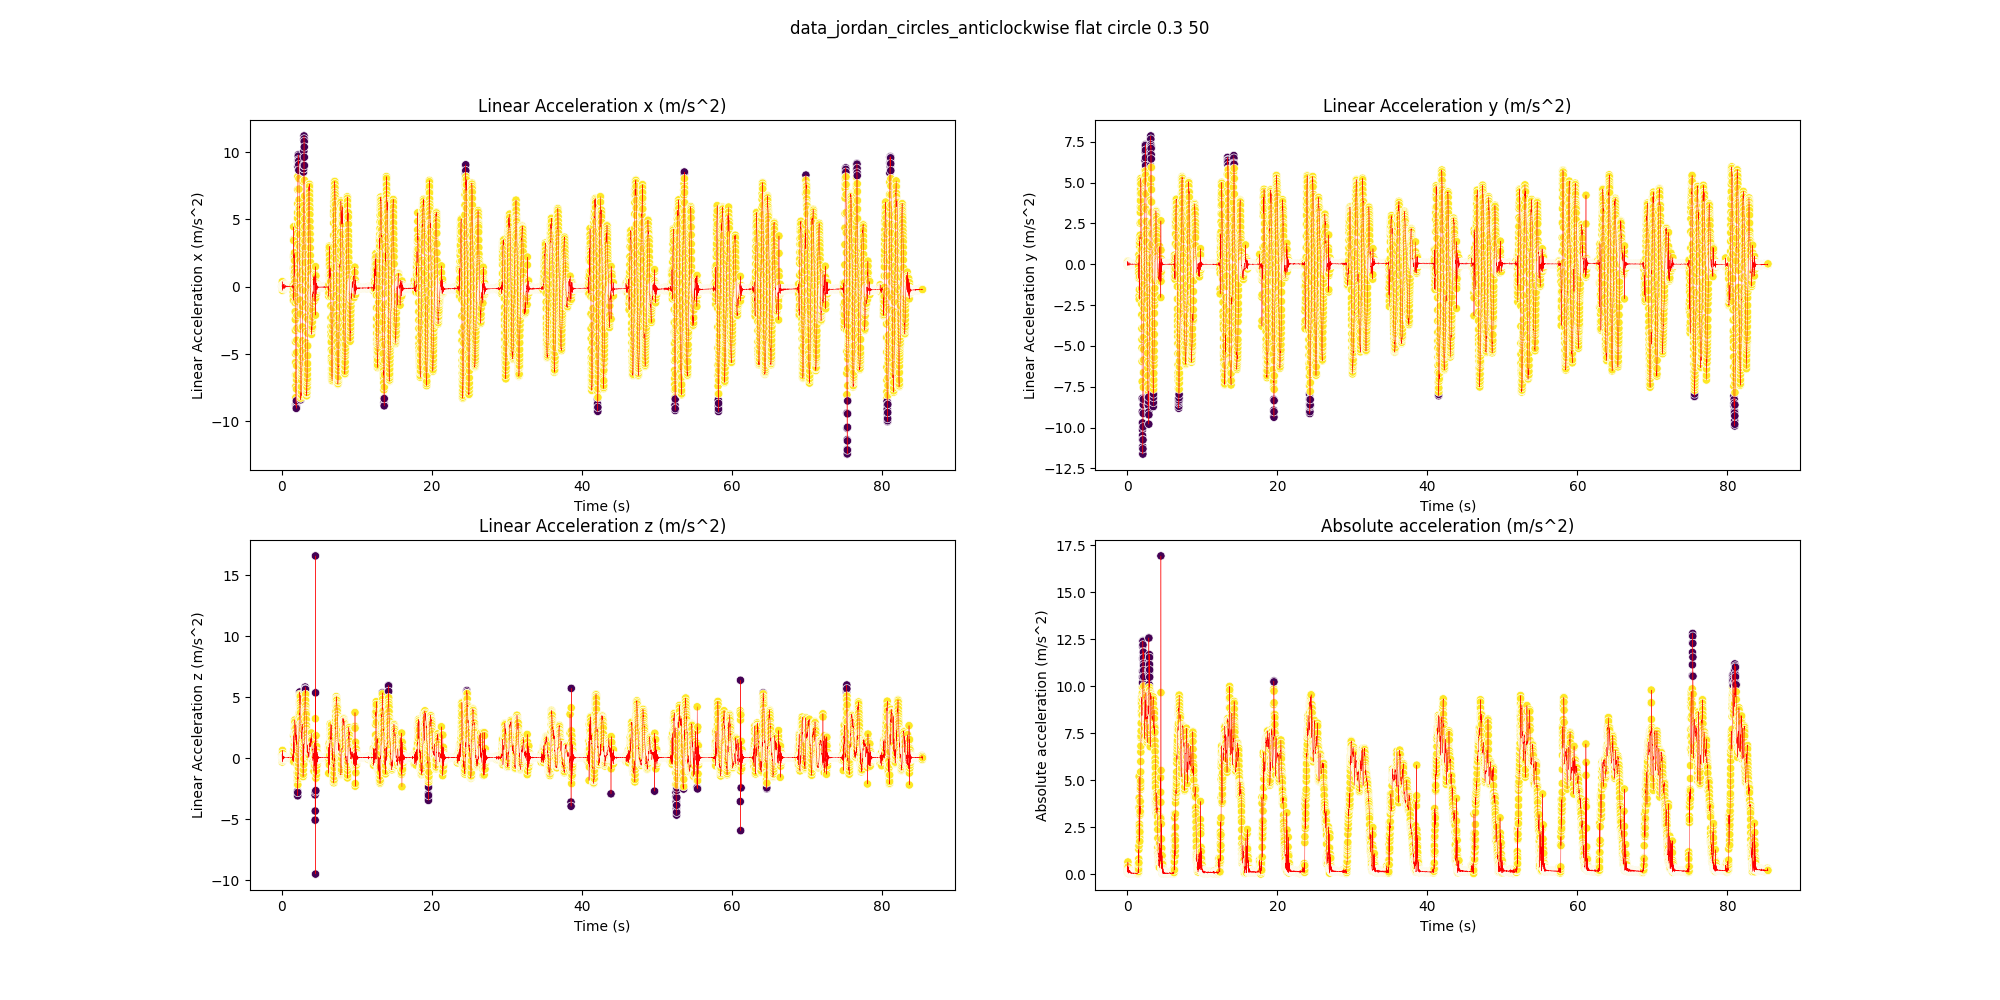 data_jordan_circles_anticlockwise flat circle 0.3 50
Linear Acceleration x (m/s^2)
Linear Acceleration x (m/s^2)
10
5
0
−5
−10
0 20 40 60 80
Time (s)
Linear Acceleration y (m/s^2)
Linear Acceleration y (m/s^2)
7.5
5.0
2.5
0.0
−2.5
−5.0
−7.5
−10.0
−12.5
0 20 40 60 80
Time (s)
Linear Acceleration z (m/s^2)
Linear Acceleration z (m/s^2)
15
10
5
0
−5
−10
0 20 40 60 80
Time (s)
Absolute acceleration (m/s^2)
Absolute acceleration (m/s^2)
17.5
15.0
12.5
10.0
7.5
5.0
2.5
0.0
0 20 40 60 80
Time (s)